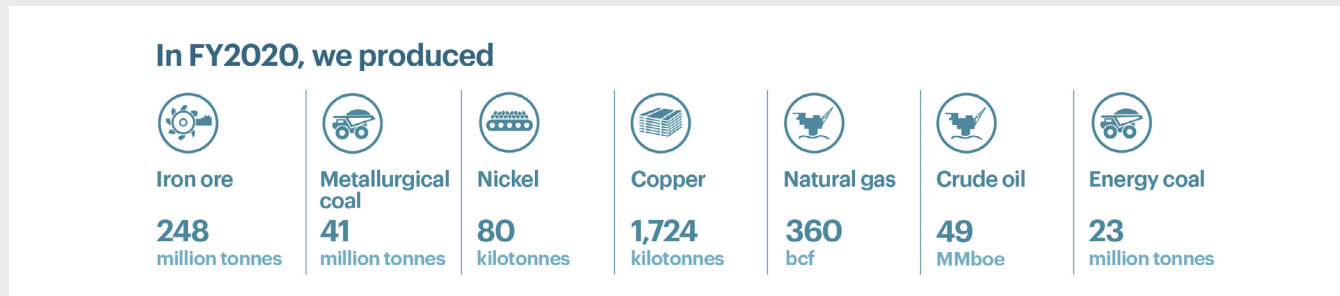 In FY2020, we produced
Iron ore
248
million tonnes
Metallurgical
coal
41
million tonnes
Nickel
80
kilotonnes
Copper
1,724
kilotonnes
Natural gas
360
bcf
Crude oil
49
MMboe
Energy coal
23
million tonnes